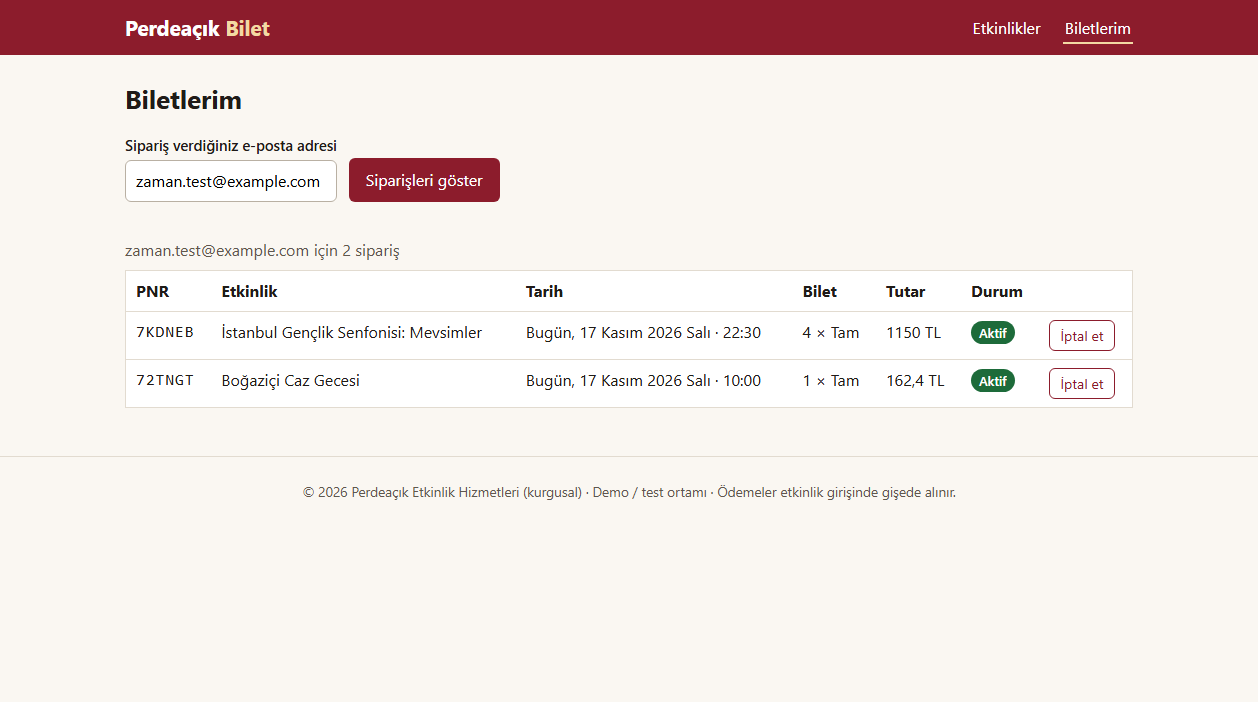 Perdeaçık Bilet Etkinlikler Biletlerim
Biletlerim
Sipariş verdiğiniz e-posta adresi
zaman.test@example.com Siparişleri göster
zaman.test@example.com için 2 sipariş
PNR Etkinlik Tarih Bilet Tutar Durum
7KDNEB İstanbul Gençlik Senfonisi: Mevsimler Bugün, 17 Kasım 2026 Salı · 22:30 4 × Tam 1150 TL Aktif İptal et
72TNGT Boğaziçi Caz Gecesi Bugün, 17 Kasım 2026 Salı · 10:00 1 × Tam 162,4 TL Aktif İptal et
© 2026 Perdeaçık Etkinlik Hizmetleri (kurgusal) · Demo / test ortamı · Ödemeler etkinlik girişinde gişede alınır.